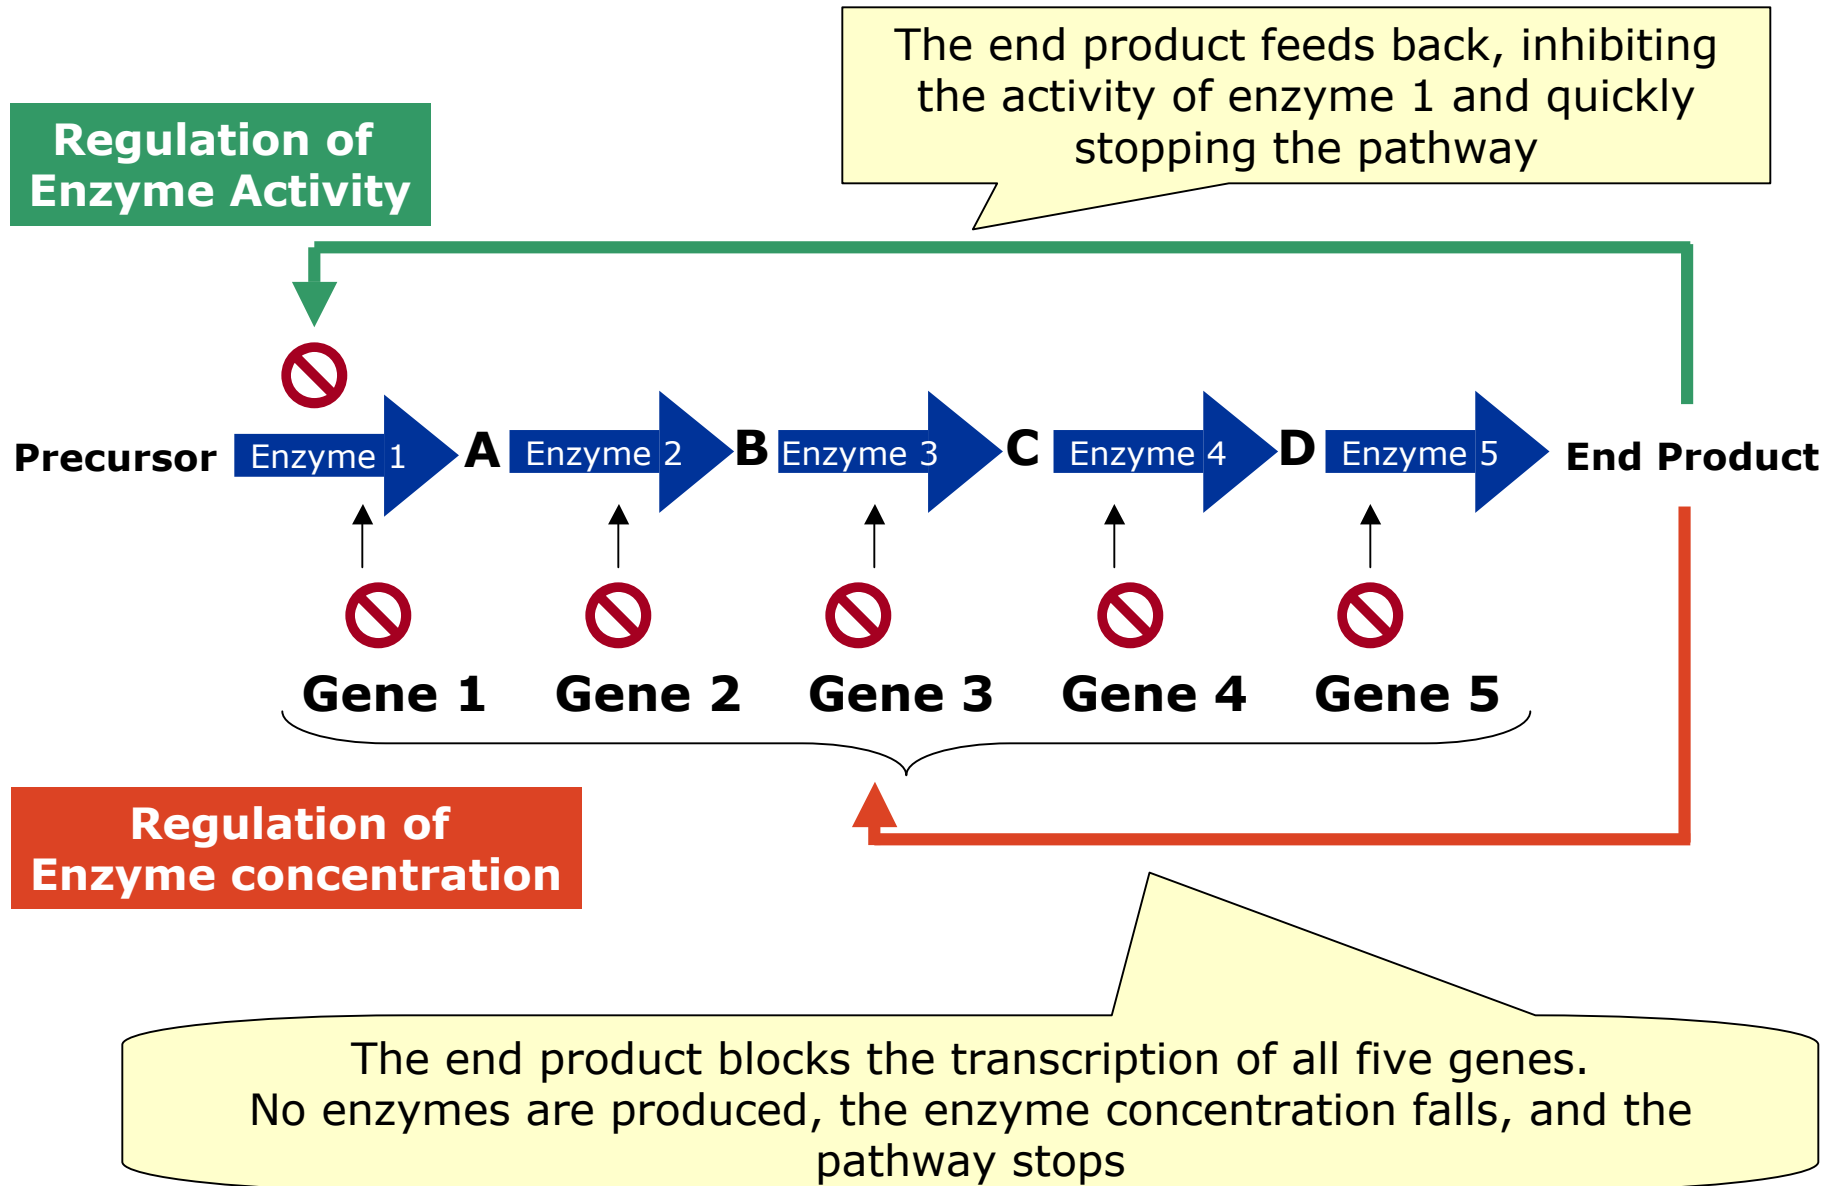 The end product feeds back, inhibiting
the activity of enzyme 1 and quickly
stopping the pathway
Regulation of
Enzyme Activity
Precursor Enzyme 1 A Enzyme 2 B Enzyme 3 C Enzyme 4 D Enzyme 5 End Product
Gene 1 Gene 2 Gene 3 Gene 4 Gene 5
Regulation of
Enzyme concentration
The end product blocks the transcription of all five genes.
No enzymes are produced, the enzyme concentration falls, and the
pathway stops